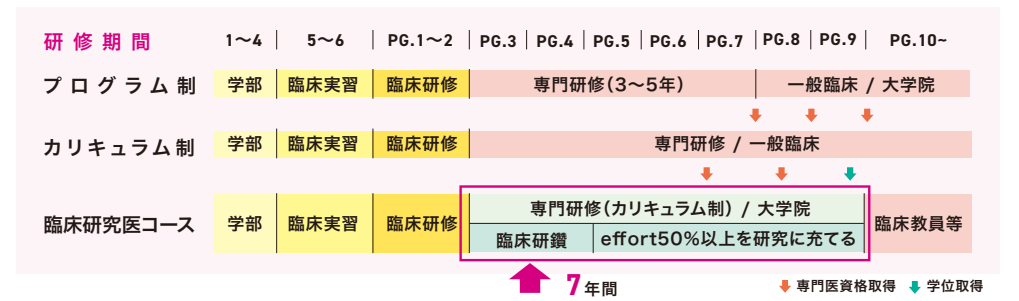 研修期間 1〜4 5〜6 PG.1〜2 PG.3 PG.4 PG.5 PG.6 PG.7 PG.8 PG.9 PG.10~
プログラム制 学部 臨床実習 臨床研修 専門研修(3〜5年) 一般臨床 / 大学院
カリキュラム制 学部 臨床実習 臨床研修 専門研修 / 一般臨床
臨床研究医コース 学部 臨床実習 臨床研修 専門研修(カリキュラム制) / 大学院 臨床教員等
臨床研鑽 effort50%以上を研究に充てる
7年間
専門医資格取得 学位取得